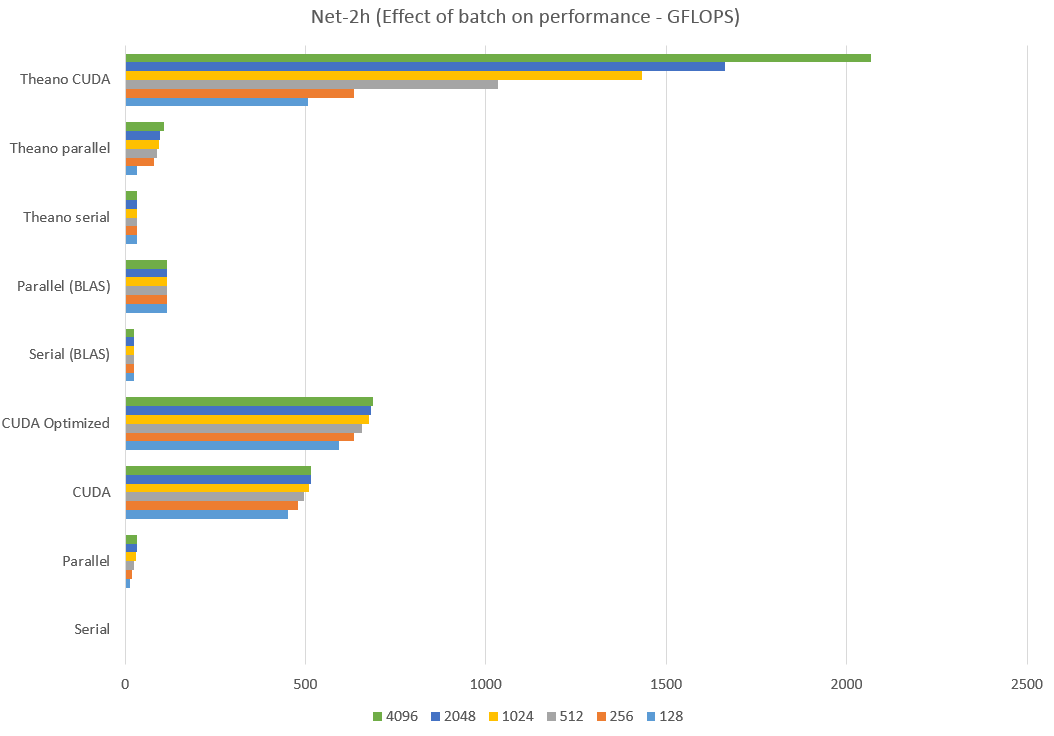 Net-2h (Effect of batch on performance - GFLOPS)
Theano CUDA
Theano parallel
Theano serial
Parallel (BLAS)
Serial (BLAS)
CUDA Optimized
CUDA
Parallel
Serial
0 500 1000 1500 2000 2500
4096 2048 1024 512 256 128